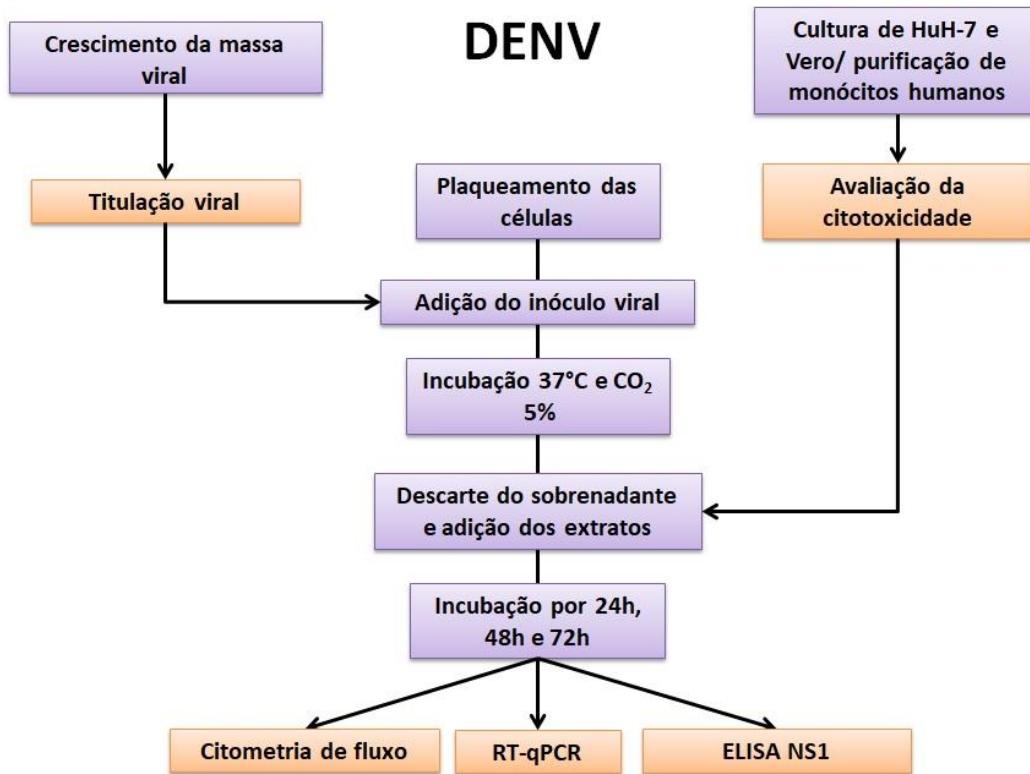 DENV
Crescimento da massa
viral
Cultura de HuH-7 e
Vero/ purificação de
monócitos humanos
Titulação viral
Plaqueamento das
células
Avaliação da
citotoxicidade
Adição do inóculo viral
Incubação 37°C e CO₂
5%
Descarte do sobrenadante
e adição dos extratos
Incubação por 24h,
48h e 72h
Citometria de fluxo
RT-qPCR
ELISA NS1